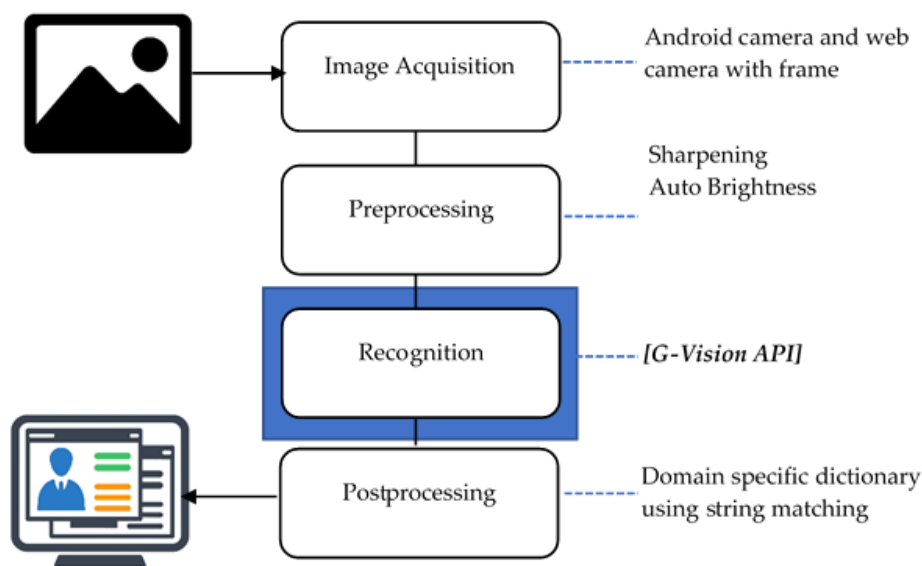 Image Acquisition
Android camera and web
camera with frame
Preprocessing
Sharpening
Auto Brightness
Recognition
[G-Vision API]
Postprocessing
Domain specific dictionary
using string matching